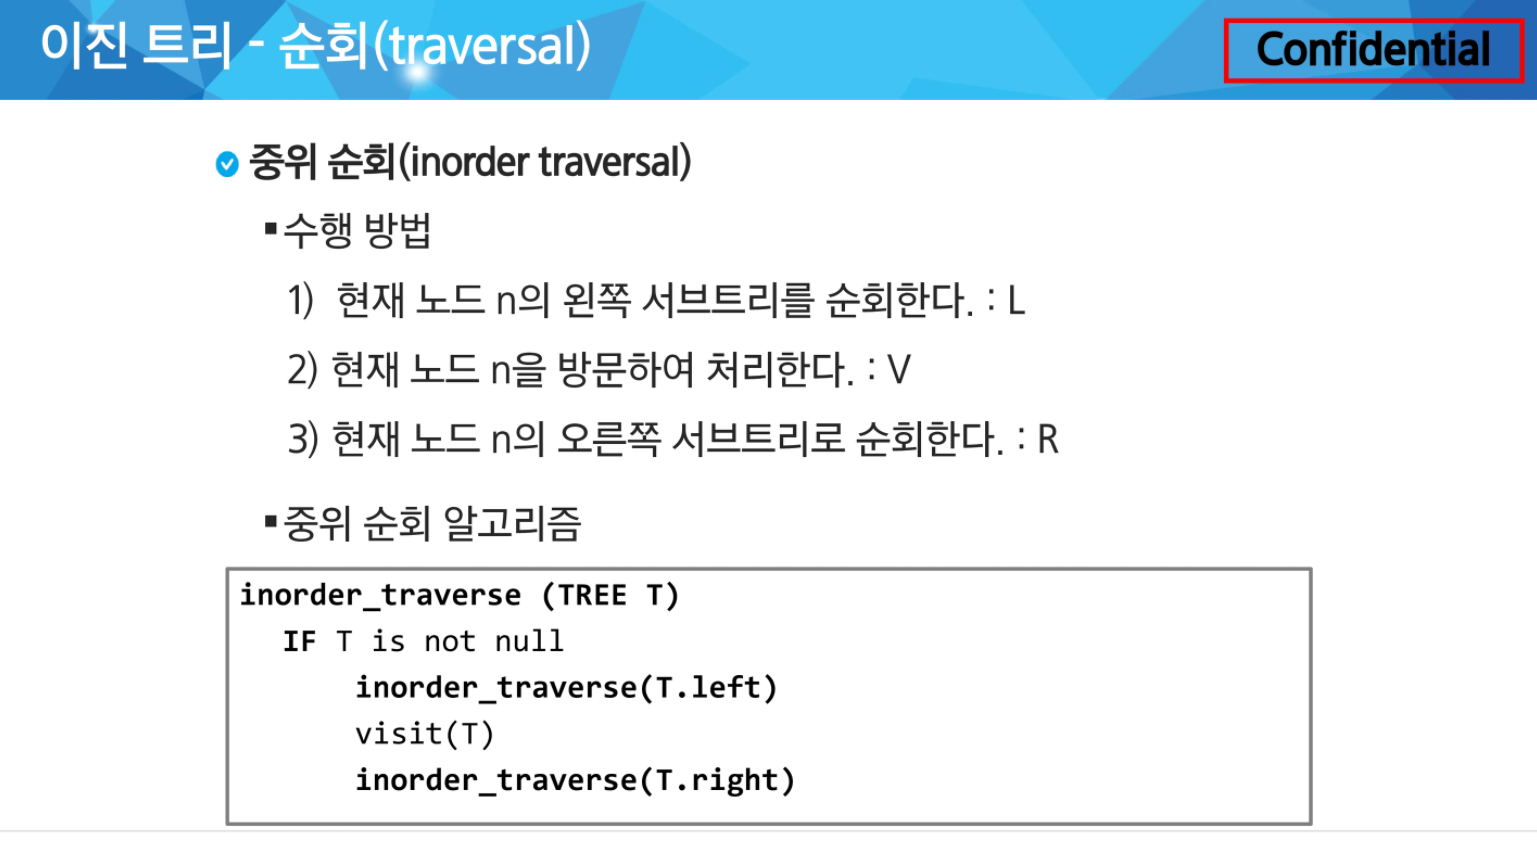 이진 트리 - 순회(traversal)
Confidential
중위 순회(inorder traversal)
▪수행 방법
1) 현재 노드 n의 왼쪽 서브트리를 순회한다. : L
2) 현재 노드 n을 방문하여 처리한다. : V
3) 현재 노드 n의 오른쪽 서브트리로 순회한다. : R
▪중위 순회 알고리즘
inorder_traverse (TREE T)
IF T is not null
inorder_traverse(T.left)
visit(T)
inorder_traverse(T.right)